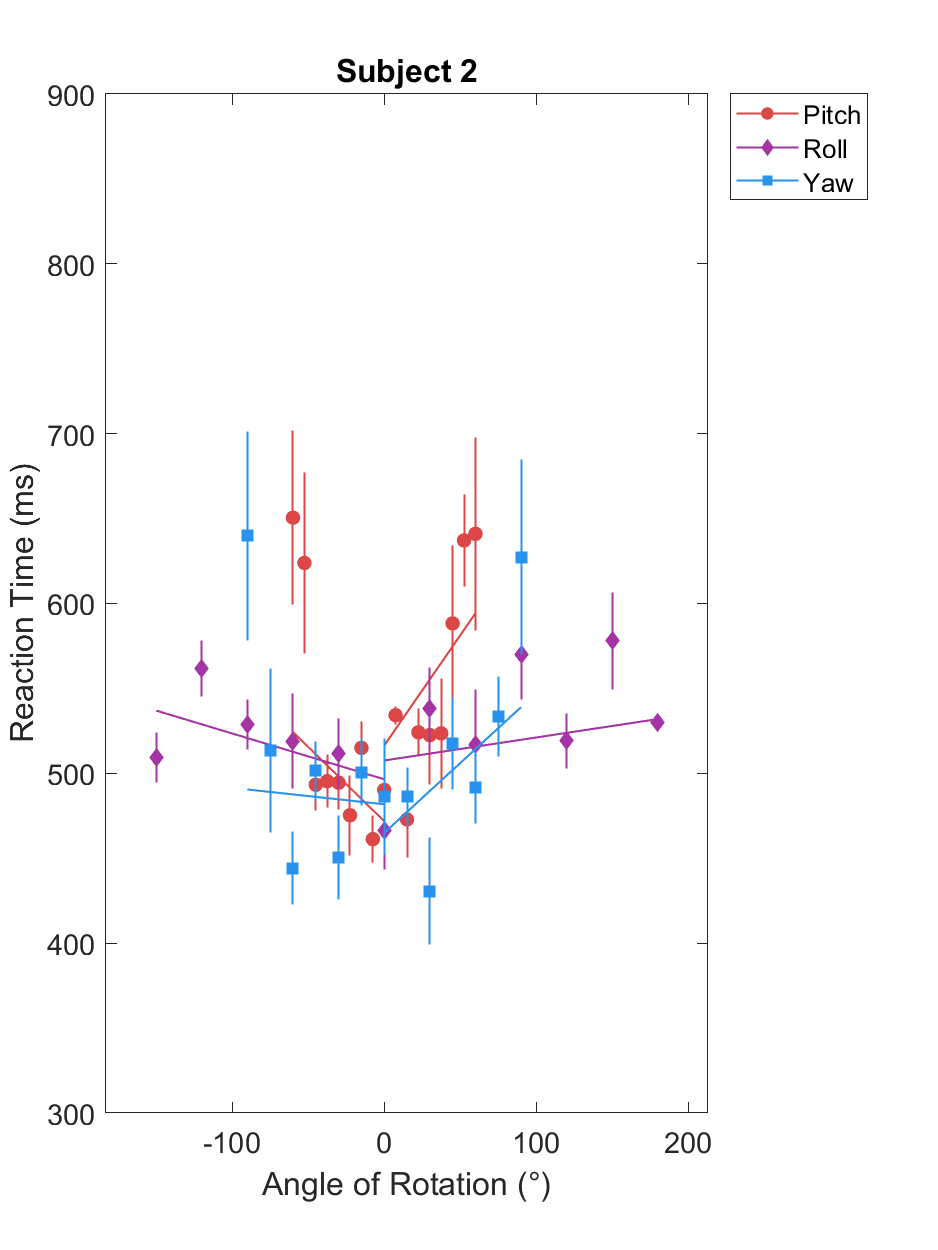 Subject 2
900
800
700
600
500
400
300
-100 0 100 200
Angle of Rotation (°)
Reaction Time (ms)
Pitch
Roll
Yaw